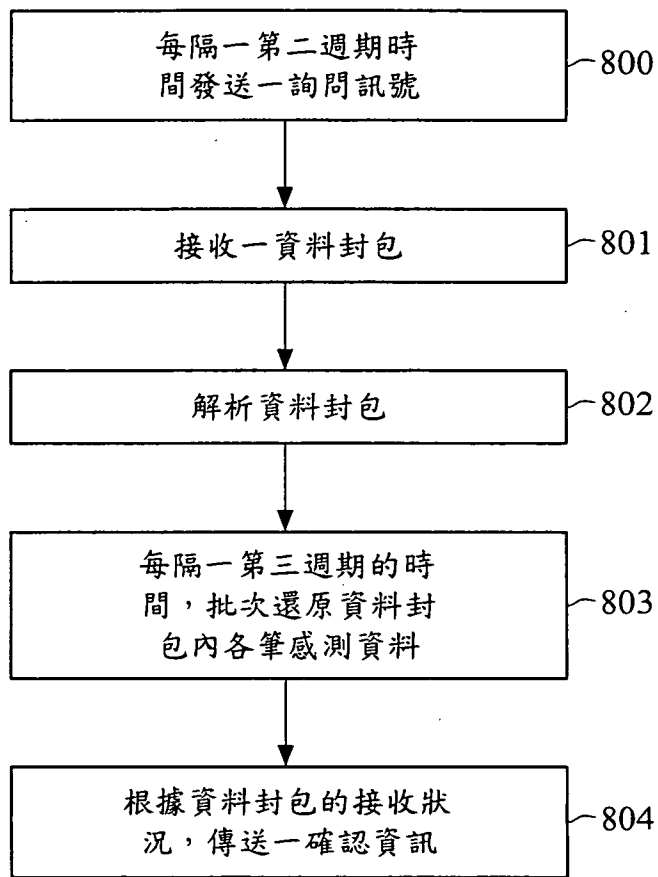 每隔一第二週期時
間發送一詢問訊號
800
接收一資料封包
801
解析資料封包
802
每隔一第三週期的時
間，批次還原資料封
包內各筆感測資料
803
根據資料封包的接收狀
況，傳送一確認資訊
804